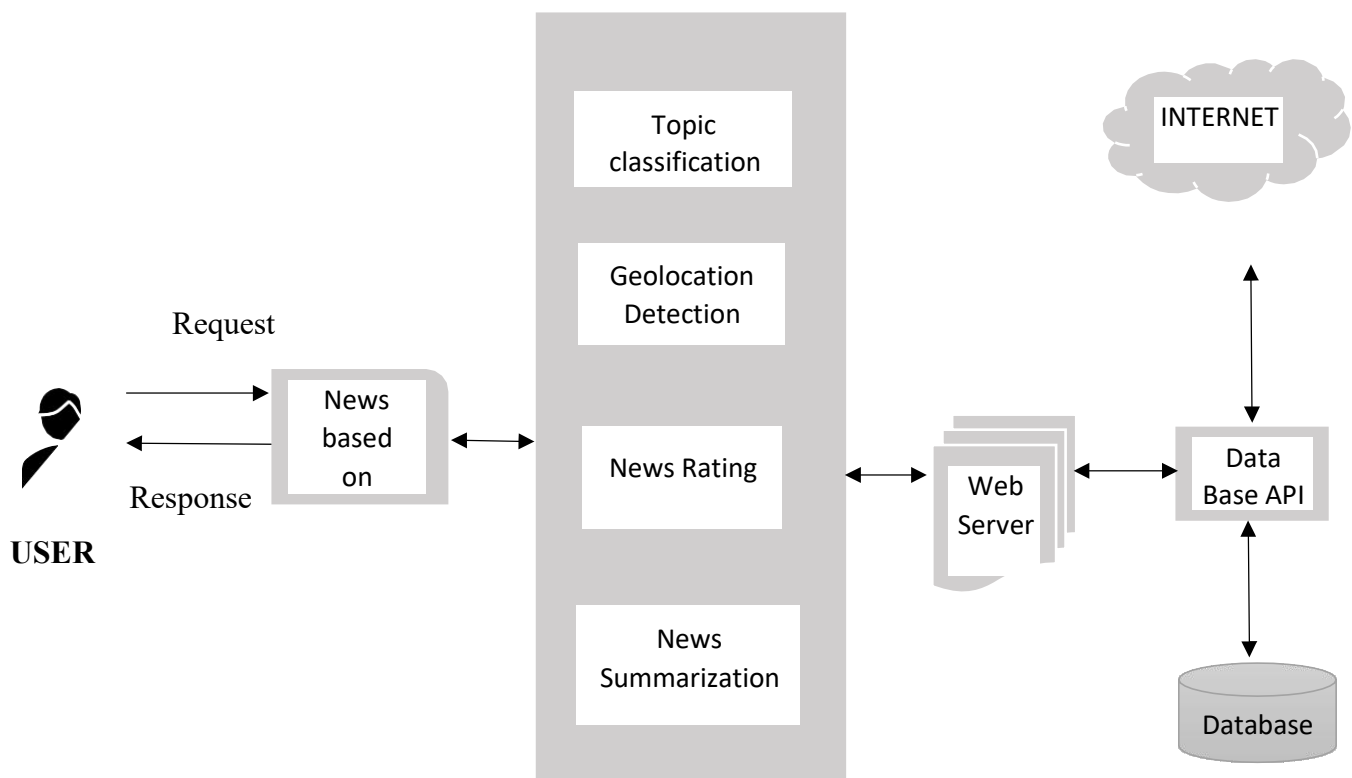 Request
Response
USER
News
based
on
Topic
classification
Geolocation
Detection
News Rating
News
Summarization
Web
Server
INTERNET
Data
Base API
Database